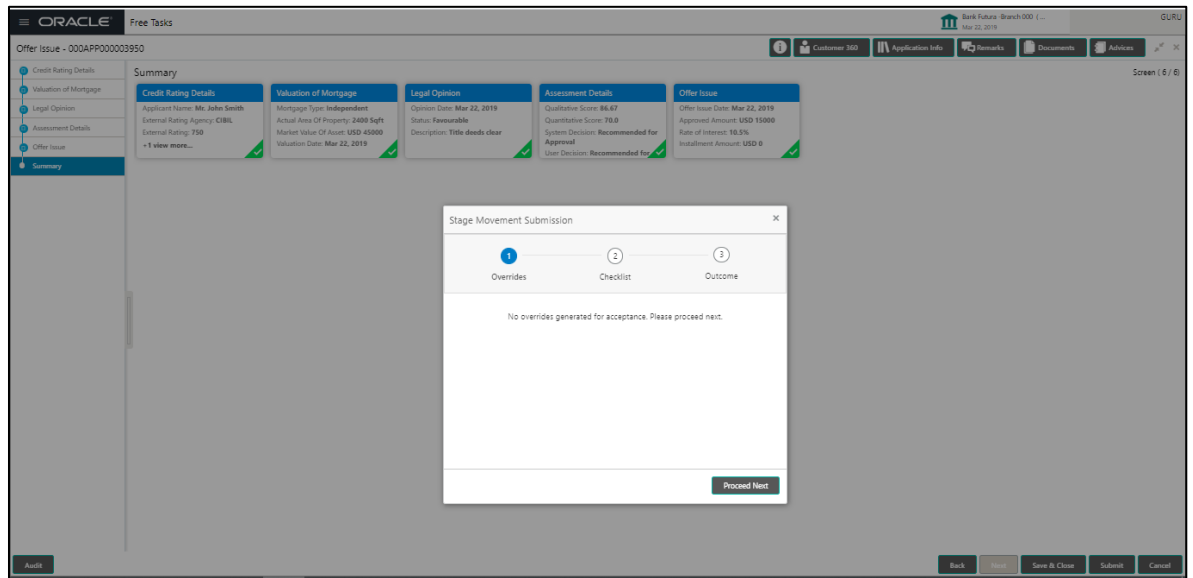 ORACLE
Free Tasks
Bank Futura -Branch 000 ( ...
Mar 22, 2019
GURU
Offer Issue - 000APP000003950
Customer 360
Application Info
Remarks
Documents
Advices
Credit Rating Details
Valuation of Mortgage
Legal Opinion
Assessment Details
Offer Issue
Summary
Summary
Screen ( 6 / 6)
Credit Rating Details
Applicant Name: Mr. John Smith
External Rating Agency: CIBIL
External Rating: 750
+1 view more...
Valuation of Mortgage
Mortgage Type: Independent
Actual Area Of Property: 2400 Sqft
Market Value Of Asset: USD 45000
Valuation Date: Mar 22, 2019
Legal Opinion
Opinion Date: Mar 22, 2019
Status: Favourable
Description: Title deeds clear
Assessment Details
Qualitative Score: 86.67
Quantitative Score: 70.0
System Decision: Recommended for
Approval
User Decision: Recommended for
Offer Issue
Offer Issue Date: Mar 22, 2019
Approved Amount: USD 15000
Rate of Interest: 10.5%
Installment Amount: USD 0
Stage Movement Submission
×
1
2
3
Overrides
Checklist
Outcome
No overrides generated for acceptance. Please proceed next.
Proceed Next
Audit
Back
Next
Save & Close
Submit
Cancel